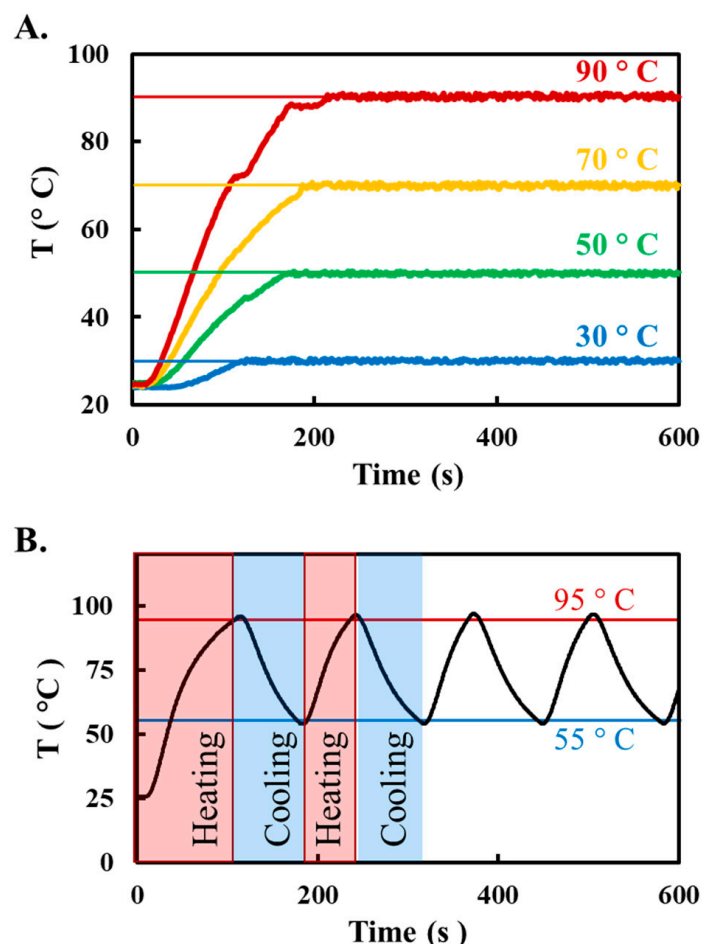 A.
100
80
60
40
20
T (° C)
90 ° C
70 ° C
50 ° C
30 ° C
0
200
400
600
Time (s)
B.
100
75
50
25
0
T ( °C )
95 ° C
55 ° C
Heating
Cooling
Heating
Cooling
0
200
400
600
Time (s )